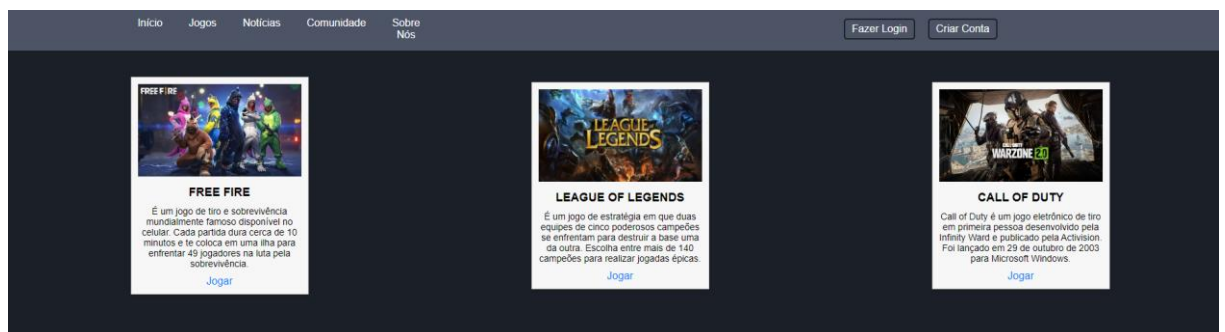 Início
Jogos
Notícias
Comunidade
Sobre
Nós
Fazer Login
Criar Conta
FREE FIRE
FREE FIRE
É um jogo de tiro e sobrevivência
mundialmente famoso disponível no
celular. Cada partida dura cerca de 10
minutos e te coloca em uma ilha para
enfrentar 49 jogadores na luta pela
sobrevivência.
Jogar
LEAGUE OF
LEGENDS
LEAGUE OF LEGENDS
É um jogo de estratégia em que duas
equipes de cinco poderosos campeões
se enfrentam para destruir a base uma
da outra. Escolha entre mais de 140
campeões para realizar jogadas épicas.
Jogar
CALL OF DUTY
WARZONE 2.0
CALL OF DUTY
Call of Duty é um jogo eletrônico de tiro
em primeira pessoa desenvolvido pela
Infinity Ward e publicado pela Activision.
Foi lançado em 29 de outubro de 2003
para Microsoft Windows.
Jogar